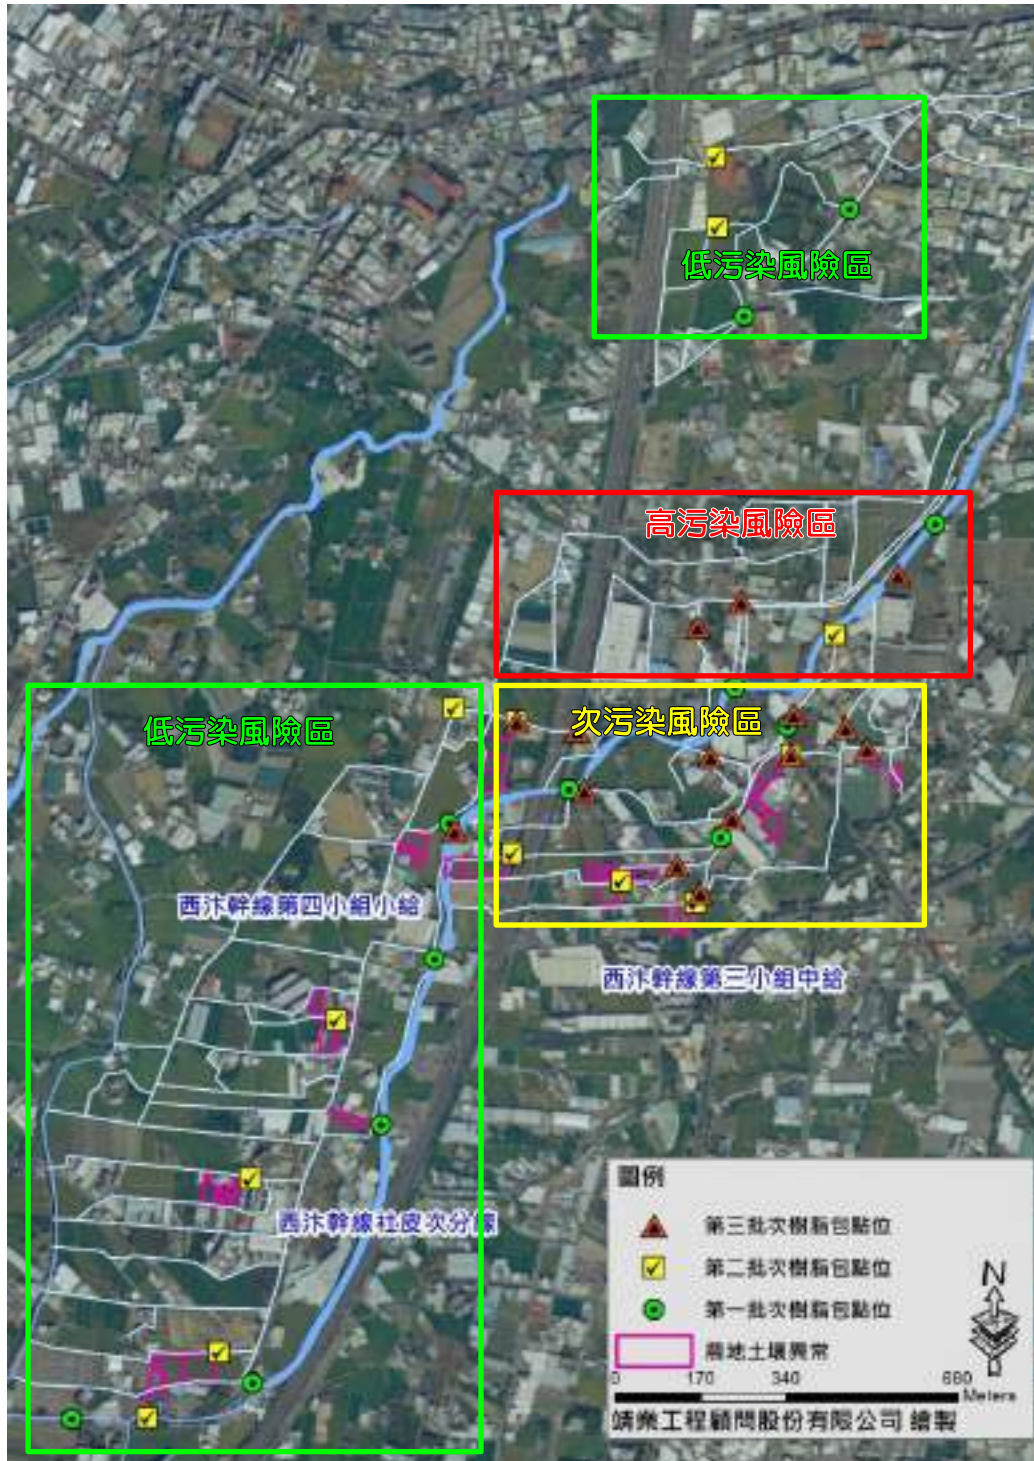 低污染風險區
高污染風險區
低污染風險區
次污染風險區
西汴幹線第四小組小給
西汴幹線第三小組中給
西汴幹線社皮次分線
圖例
第三批次樹脂包點位
第二批次樹脂包點位
第一批次樹脂包點位
農地土壤異常
N
0 170 340 680
Meters
靖樂工程顧問股份有限公司 繪製